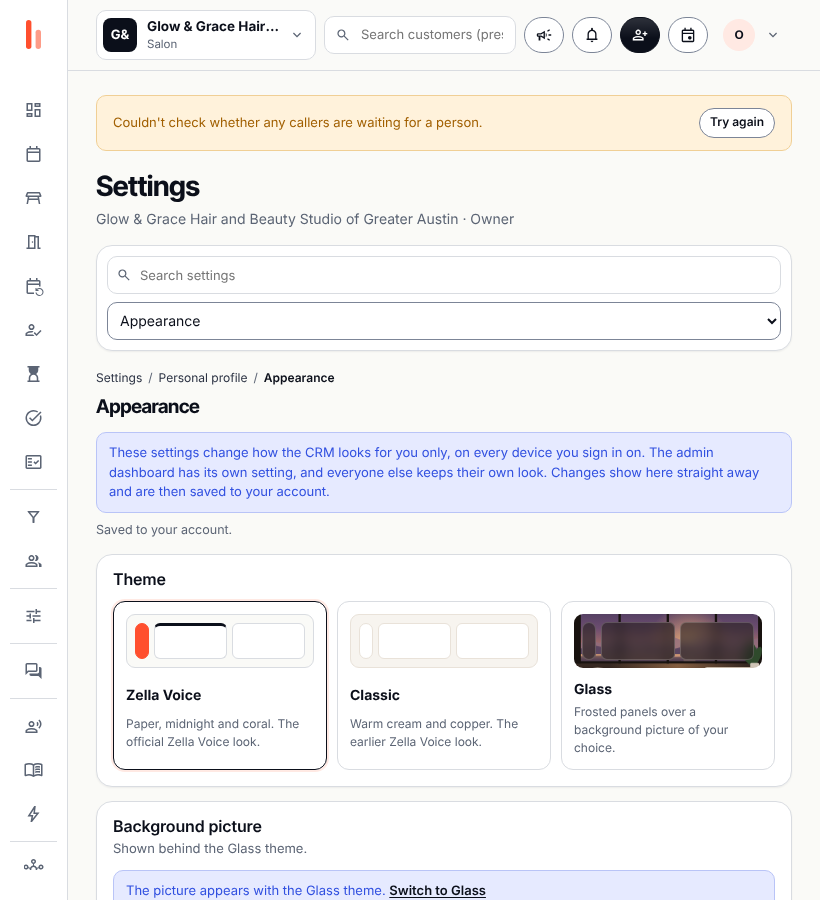 G& Glow & Grace Hair...
Salon
Search customers (pres
O
Couldn't check whether any callers are waiting for a person.
Try again
Settings
Glow & Grace Hair and Beauty Studio of Greater Austin · Owner
Search settings
Appearance
Settings / Personal profile / Appearance
Appearance
These settings change how the CRM looks for you only, on every device you sign in on. The admin
dashboard has its own setting, and everyone else keeps their own look. Changes show here straight away
and are then saved to your account.
Saved to your account.
Theme
Zella Voice
Paper, midnight and coral. The
official Zella Voice look.
Classic
Warm cream and copper. The
earlier Zella Voice look.
Glass
Frosted panels over a
background picture of your
choice.
Background picture
Shown behind the Glass theme.
The picture appears with the Glass theme. Switch to Glass